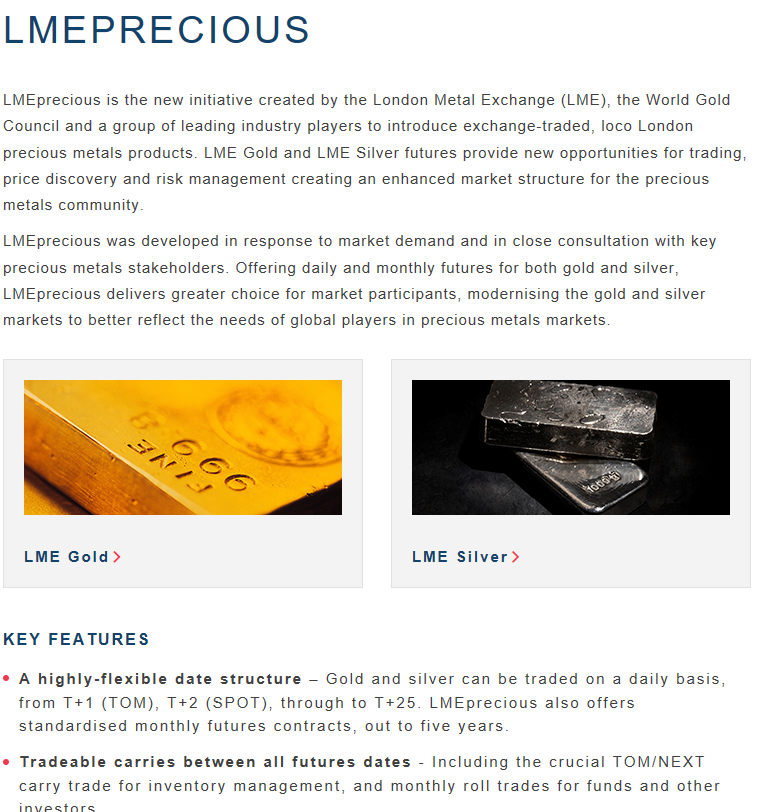 LMEPRECIOUS
LMEprecious is the new initiative created by the London Metal Exchange (LME), the World Gold
Council and a group of leading industry players to introduce exchange-traded, loco London
precious metals products. LME Gold and LME Silver futures provide new opportunities for trading,
price discovery and risk management creating an enhanced market structure for the precious
metals community.
LMEprecious was developed in response to market demand and in close consultation with key
precious metals stakeholders. Offering daily and monthly futures for both gold and silver,
LMEprecious delivers greater choice for market participants, modernising the gold and silver
markets to better reflect the needs of global players in precious metals markets.
FINE
999
1000
LME Gold
LME Silver
KEY FEATURES
A highly-flexible date structure – Gold and silver can be traded on a daily basis,
from T+1 (TOM), T+2 (SPOT), through to T+25. LMEprecious also offers
standardised monthly futures contracts, out to five years.
Tradeable carries between all futures dates - Including the crucial TOM/NEXT
carry trade for inventory management, and monthly roll trades for funds and other
investors